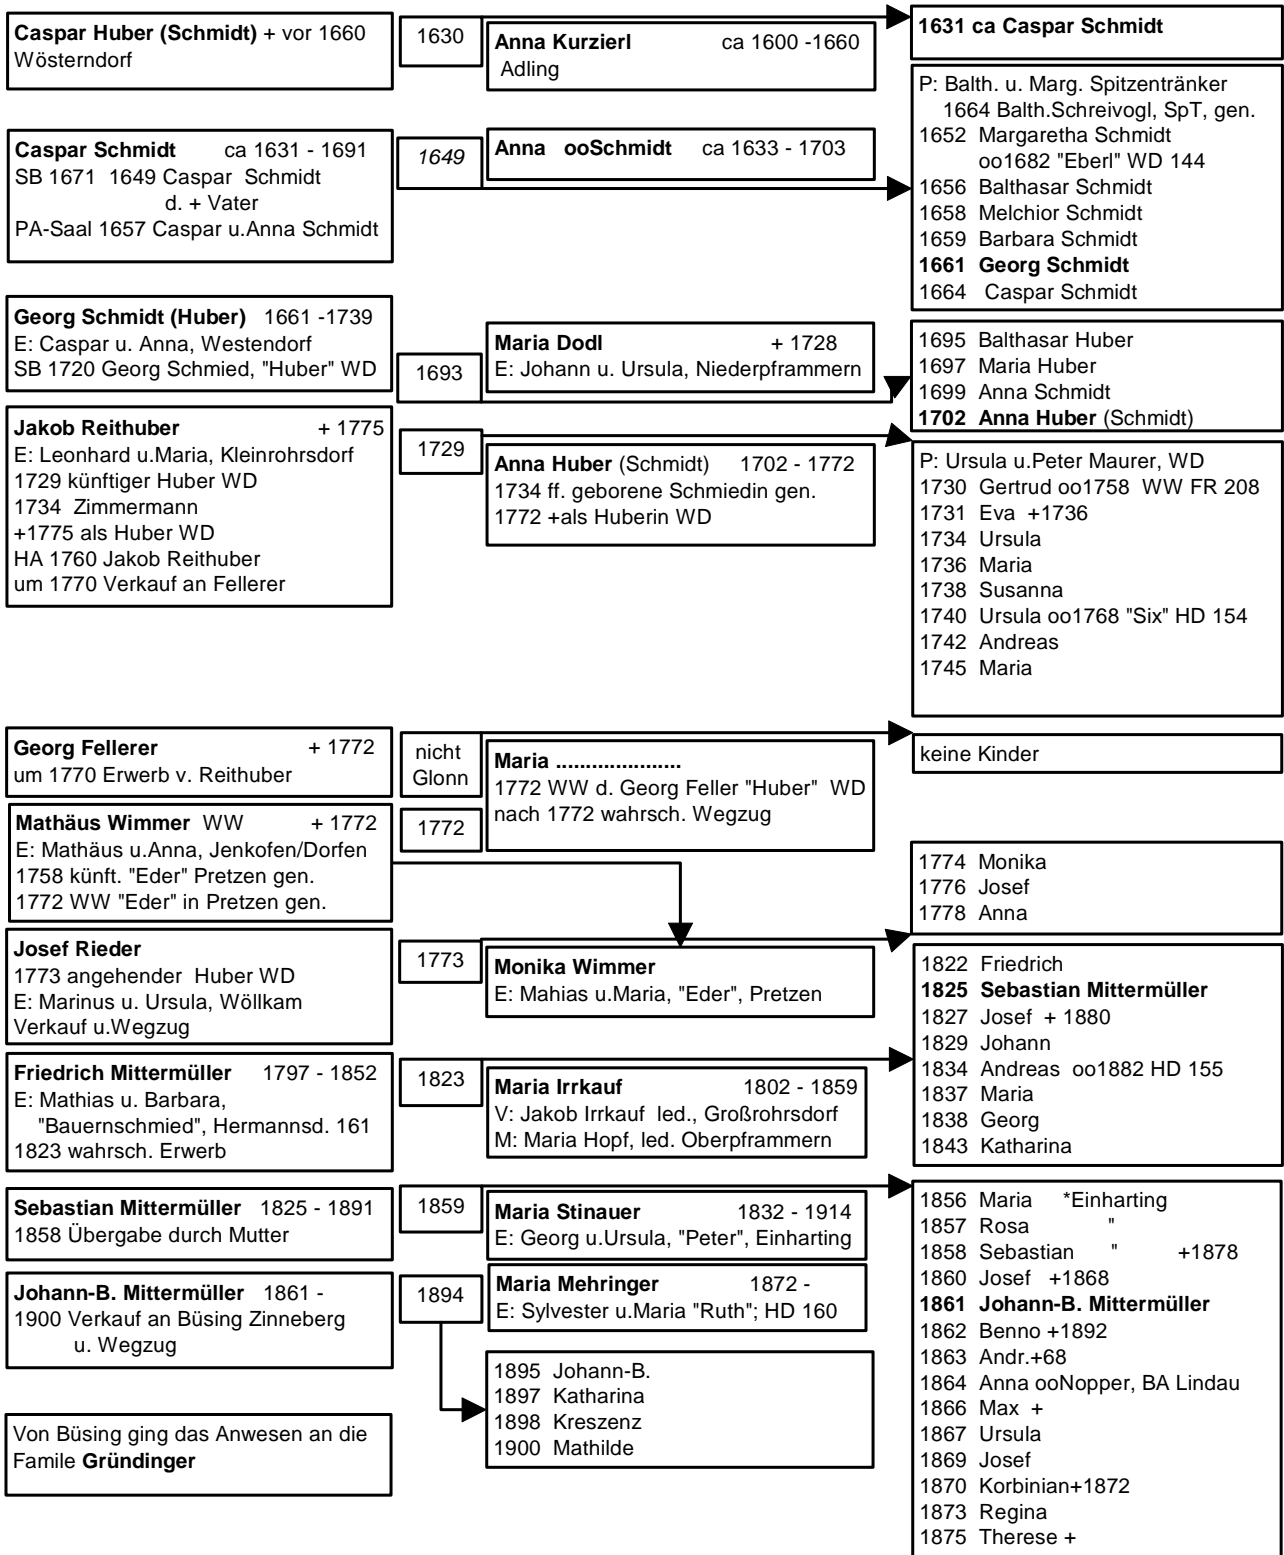 Caspar Huber (Schmidt) + vor 1660
Wösterndorf
1630
Anna Kurzierl ca 1600 -1660
Adling
1631 ca Caspar Schmidt
Caspar Schmidt ca 1631 - 1691
SB 1671 1649 Caspar Schmidt
d. + Vater
PA-Saal 1657 Caspar u.Anna Schmidt
1649
Anna ooSchmidt ca 1633 - 1703
P: Balth. u. Marg. Spitzentränker
1664 Balth.Schreivogl, SpT, gen.
1652 Margaretha Schmidt
oo1682 "Eberl" WD 144
1656 Balthasar Schmidt
1658 Melchior Schmidt
1659 Barbara Schmidt
1661 Georg Schmidt
1664 Caspar Schmidt
Georg Schmidt (Huber) 1661 -1739
E: Caspar u. Anna, Westendorf
SB 1720 Georg Schmied, "Huber" WD
1693
Maria Dodl + 1728
E: Johann u. Ursula, Niederpframmern
1695 Balthasar Huber
1697 Maria Huber
1699 Anna Schmidt
1702 Anna Huber (Schmidt)
Jakob Reithuber + 1775
E: Leonhard u.Maria, Kleinrohrsdorf
1729 künftiger Huber WD
1734 Zimmermann
+1775 als Huber WD
HA 1760 Jakob Reithuber
um 1770 Verkauf an Fellerer
1729
Anna Huber (Schmidt) 1702 - 1772
1734 ff. geborene Schmiedin gen.
1772 +als Huberin WD
P: Ursula u.Peter Maurer, WD
1730 Gertrud oo1758 WW FR 208
1731 Eva +1736
1734 Ursula
1736 Maria
1738 Susanna
1740 Ursula oo1768 "Six" HD 154
1742 Andreas
1745 Maria
Georg Fellerer + 1772
um 1770 Erwerb v. Reithuber
nicht
Glonn
Maria .....................
1772 WW d. Georg Feller "Huber" WD
nach 1772 wahrsch. Wegzug
keine Kinder
Mathäus Wimmer WW + 1772
E: Mathäus u.Anna, Jenkofen/Dorfen
1758 künft. "Eder" Pretzen gen.
1772 WW "Eder" in Pretzen gen.
1772
Josef Rieder
1773 angehender Huber WD
E: Marinus u. Ursula, Wöllkam
Verkauf u.Wegzug
1773
Monika Wimmer
E: Mahias u.Maria, "Eder", Pretzen
1774 Monika
1776 Josef
1778 Anna
Friedrich Mittermüller 1797 - 1852
E: Mathias u. Barbara,
"Bauernschmied", Hermannsd. 161
1823 wahrsch. Erwerb
1823
Maria Irrkauf 1802 - 1859
V: Jakob Irrkauf led., Großrohrsdorf
M: Maria Hopf, led. Oberpframmern
1822 Friedrich
1825 Sebastian Mittermüller
1827 Josef + 1880
1829 Johann
1834 Andreas oo1882 HD 155
1837 Maria
1838 Georg
1843 Katharina
Sebastian Mittermüller 1825 - 1891
1858 Übergabe durch Mutter
1859
Maria Stinauer 1832 - 1914
E: Georg u.Ursula, "Peter", Einharting
1856 Maria *Einharting
1857 Rosa "
1858 Sebastian " +1878
1860 Josef +1868
1861 Johann-B. Mittermüller
1862 Benno +1892
1863 Andr.+68
1864 Anna ooNopper, BA Lindau
1866 Max +
1867 Ursula
1869 Josef
1870 Korbinian+1872
1873 Regina
1875 Therese +
Johann-B. Mittermüller 1861 -
1900 Verkauf an Büsing Zinneberg
u. Wegzug
1894
Maria Mehringer 1872 -
E: Sylvester u.Maria "Ruth"; HD 160
1895 Johann-B.
1897 Katharina
1898 Kreszenz
1900 Mathilde
Von Büsing ging das Anwesen an die
Famile Gründinger